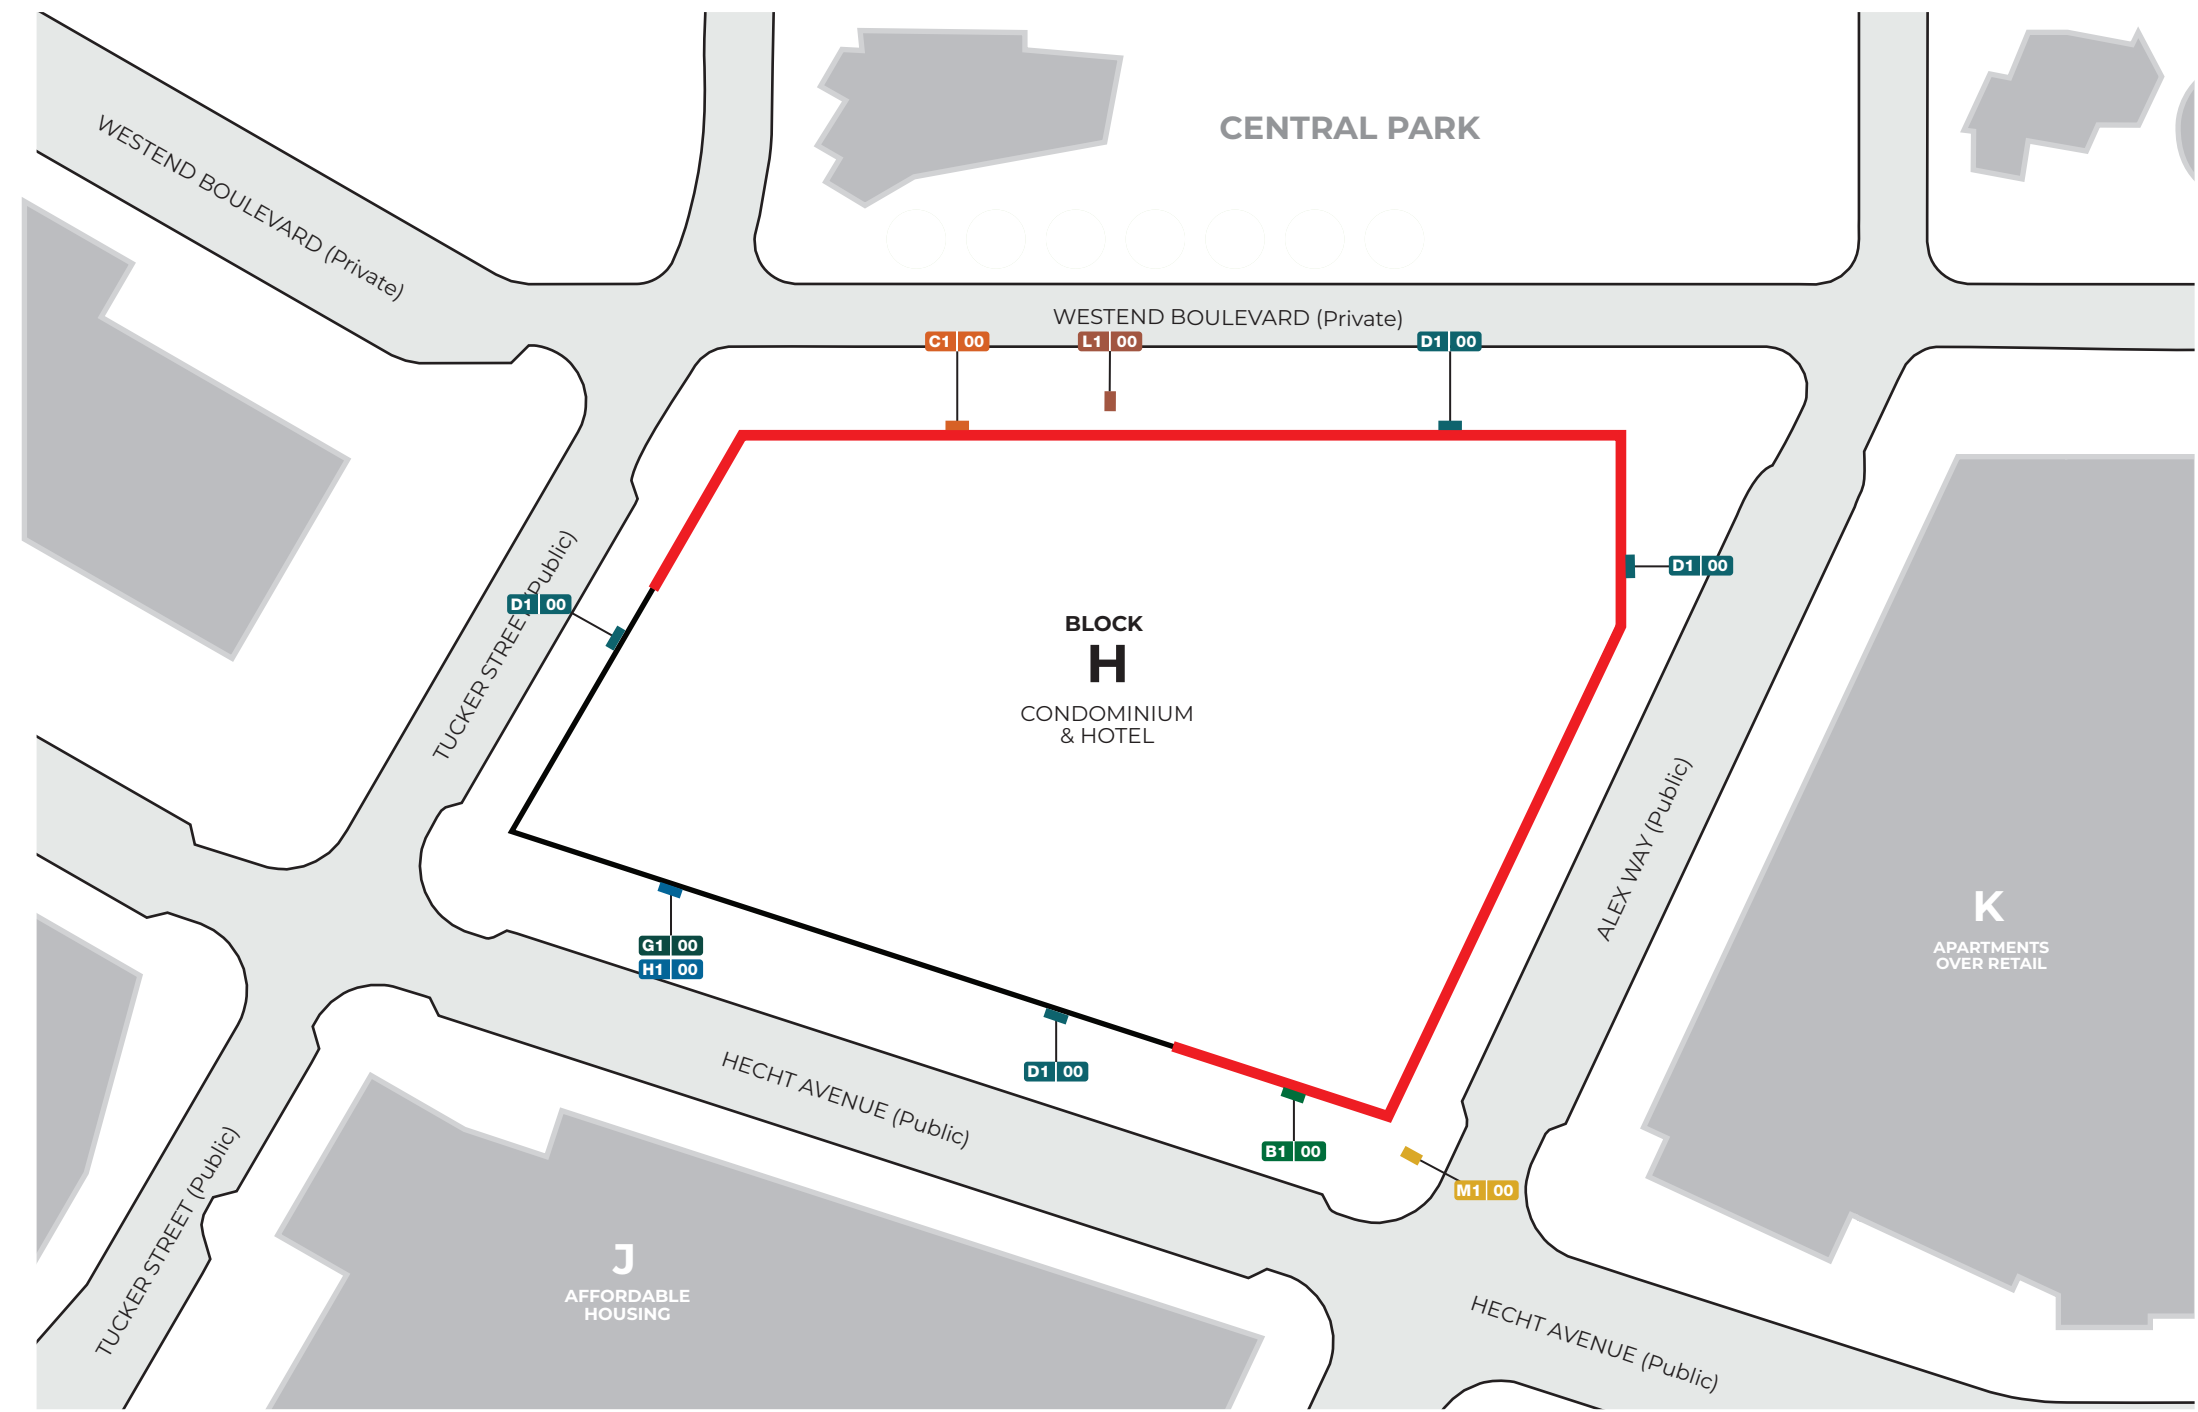 WESTEND BOULEVARD (Private)
CENTRAL PARK
WESTEND BOULEVARD (Private)
C1 00
L1 00
D1 00
TUCKER STREET (Public)
D1 00
D1 00
BLOCK
H
CONDOMINIUM
& HOTEL
ALEX WAY (Public)
K
APARTMENTS
OVER RETAIL
G1 00
H1 00
D1 00
HECHT AVENUE (Public)
B1 00
M1 00
TUCKER STREET (Public)
J
AFFORDABLE
HOUSING
HECHT AVENUE (Public)